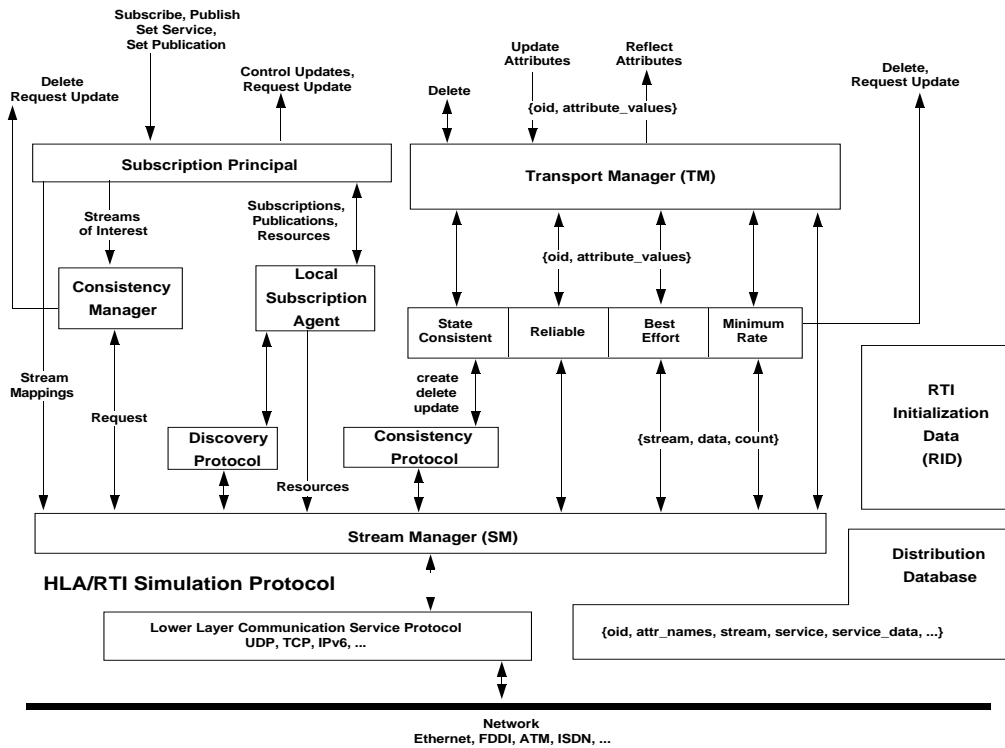 Subscribe, Publish
Set Service,
Set Publication
Delete
Request Update
Control Updates,
Request Update
Update
Attributes
Reflect
Attributes
Delete,
Request Update
Delete
{oid, attribute_values}
Subscription Principal
Transport Manager (TM)
Streams
of Interest
Subscriptions,
Publications,
Resources
{oid, attribute_values}
Consistency
Manager
Local
Subscription
Agent
State
Consistent
Reliable
Best
Effort
Minimum
Rate
Stream
Mappings
Request
create
delete
update
RTI
Initialization
Data
(RID)
Discovery
Protocol
Consistency
Protocol
{stream, data, count}
Resources
Stream Manager (SM)
Distribution
Database
HLA/RTI Simulation Protocol
Lower Layer Communication Service Protocol
UDP, TCP, IPv6, ...
{oid, attr_names, stream, service, service_data, ...}
Network
Ethernet, FDDI, ATM, ISDN, ...